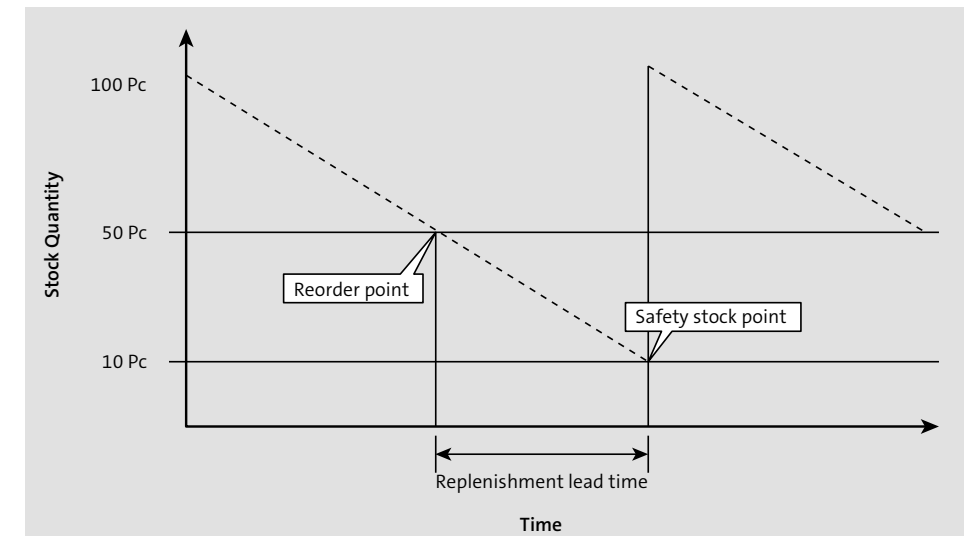 100 Pc
Stock Quantity
50 Pc
Reorder point
Safety stock point
10 Pc
Replenishment lead time
Time